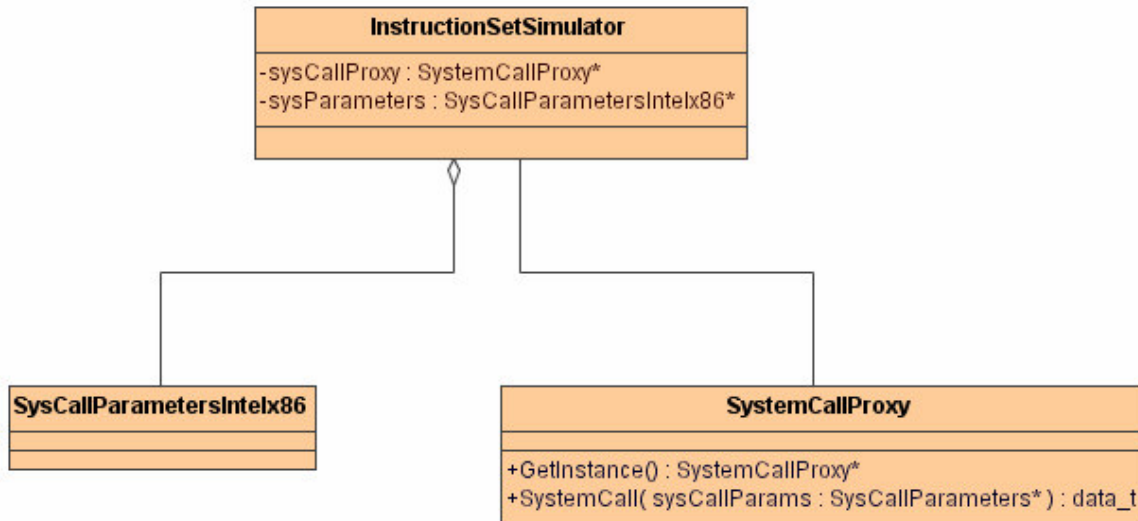 InstructionSetSimulator
-sysCallProxy : SystemCallProxy*
-sysParameters : SysCallParametersIntelx86*
SysCallParametersIntelx86
SystemCallProxy
+GetInstance() : SystemCallProxy*
+SystemCall( sysCallParams : SysCallParameters* ) : data_t